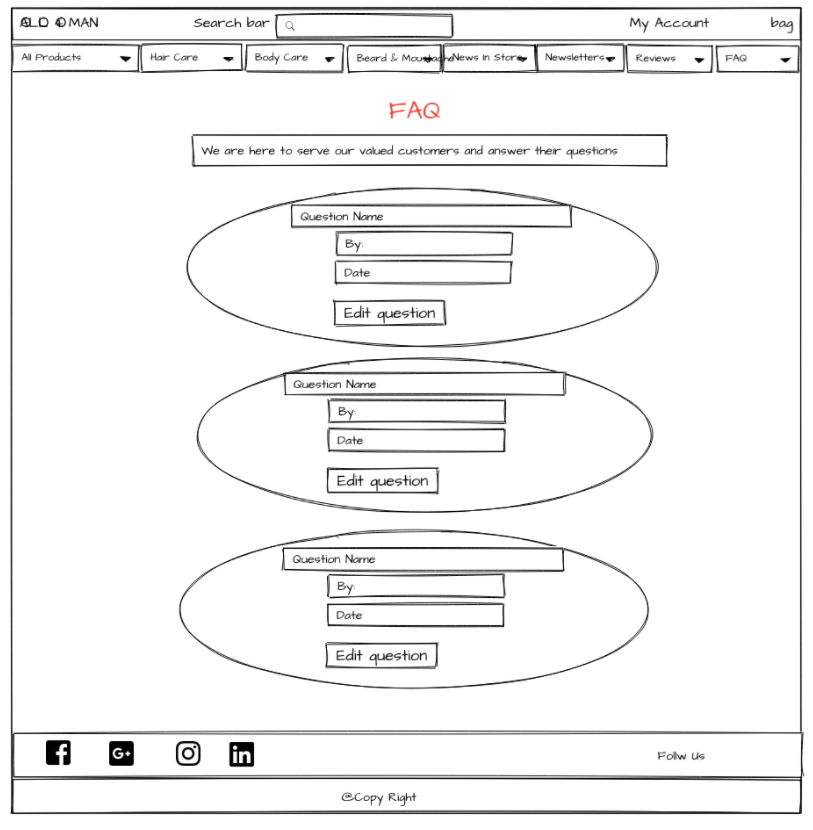 MAN
Search bar
My Account
bag
All Products
Hair Care
Body Care
Beard & Moustache
News In Store
Newsletters
Reviews
FAQ
FAQ
We are here to serve our valued customers and answer their questions
Question Name
By:
Date
Edit question
Question Name
By:
Date
Edit question
Question Name
By:
Date
Edit question
Follw Us
@Copy Right